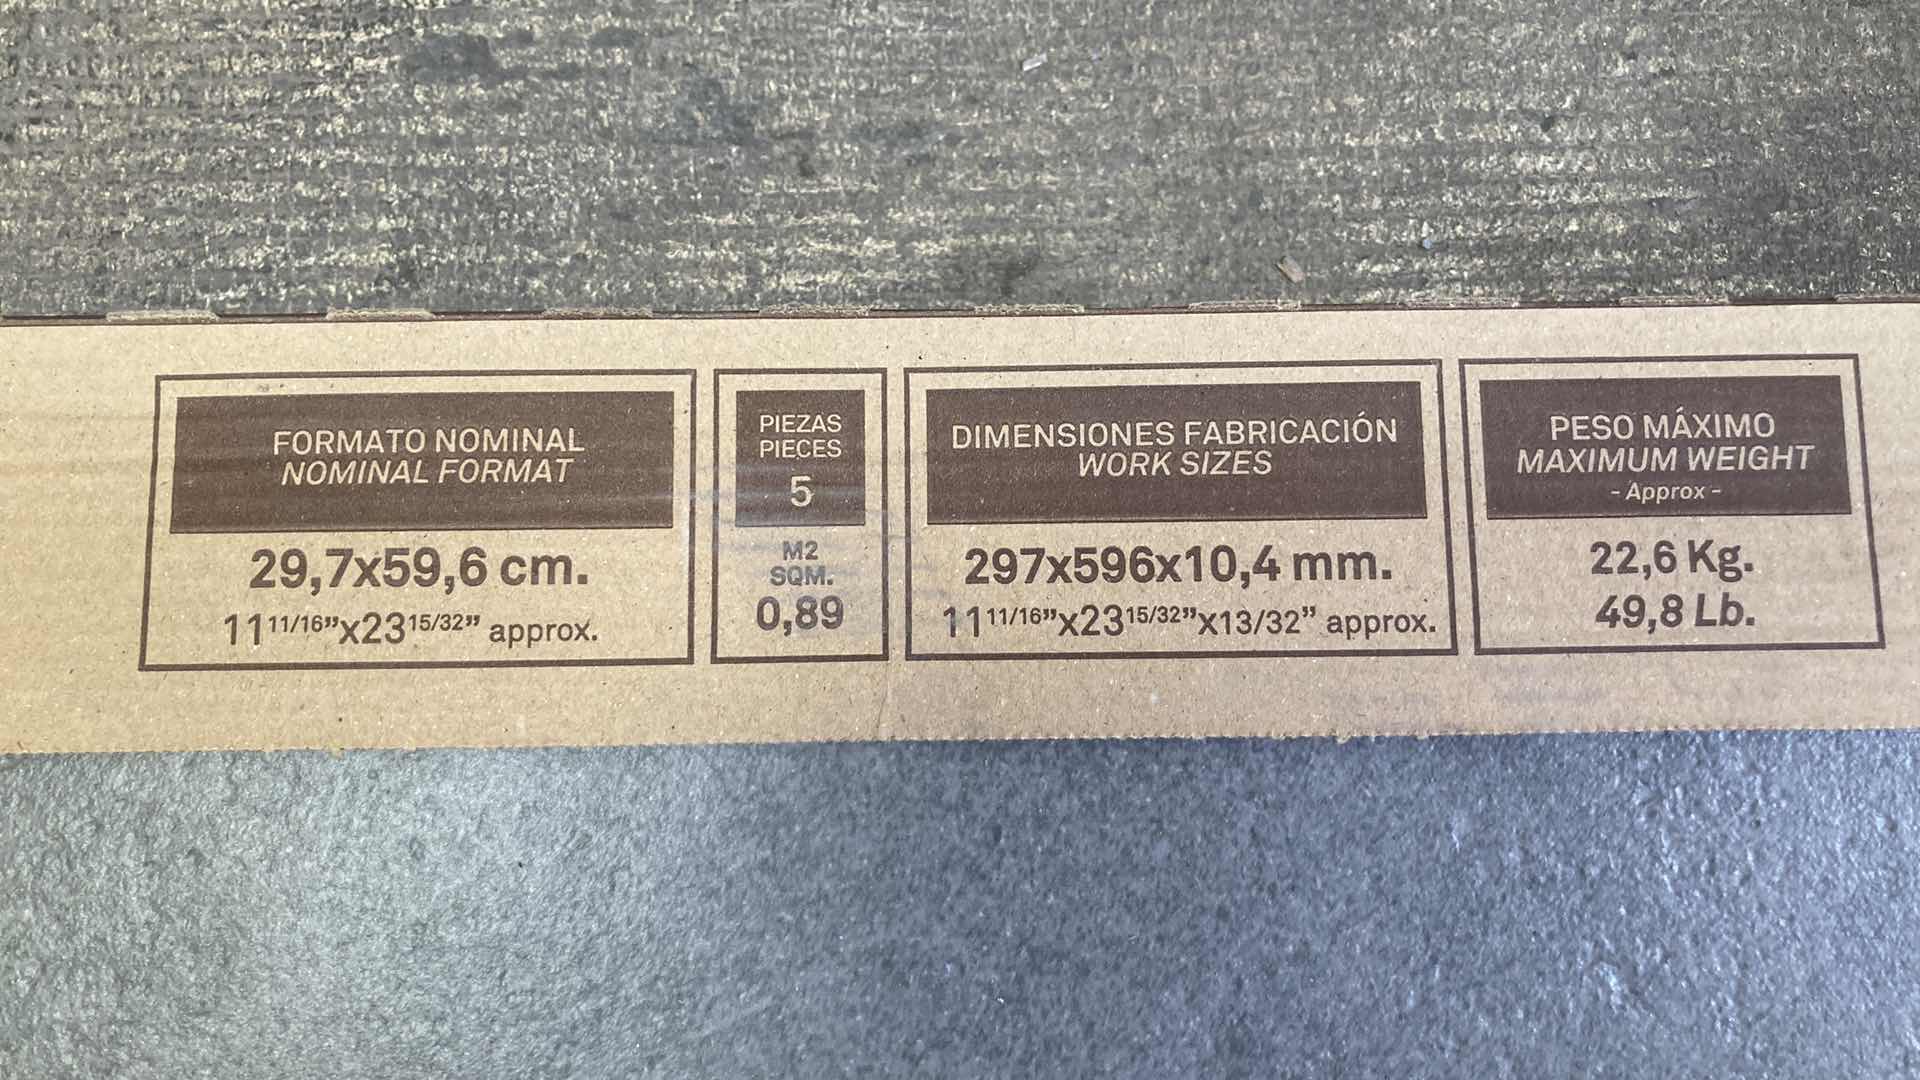 FORMATO NOMINAL
NOMINAL FORMAT
29,7x59,6 cm.
11 11/16”x23 15/32” approx.
PIEZAS
PIECES
5
M2
SQM.
0,89
DIMENSIONES FABRICACIÓN
WORK SIZES
297x596x10,4 mm.
11 11/16”x23 15/32”x13/32” approx.
PESO MÁXIMO
MAXIMUM WEIGHT
- Approx -
22,6 Kg.
49,8 Lb.